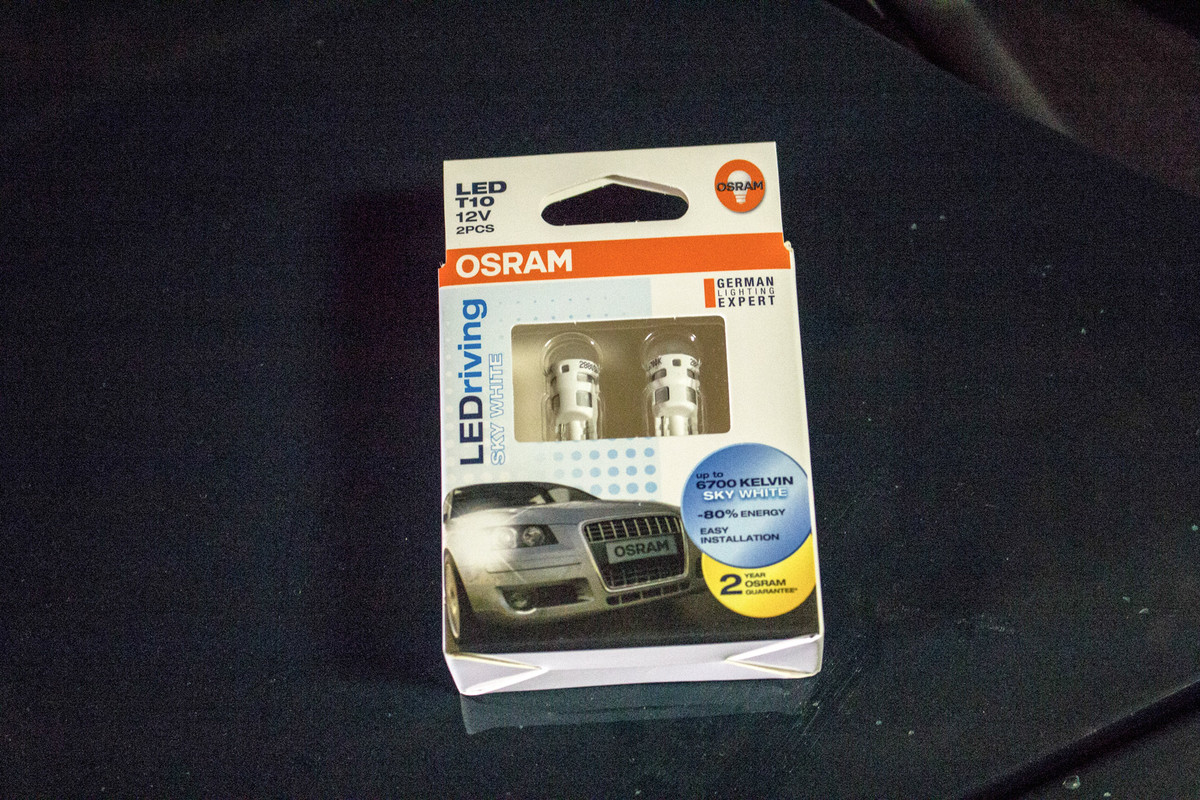 LED
T10
12V
2PCS
OSRAM
OSRAM
GERMAN
LIGHTING
EXPERT
LEDriving
SKY WHITE
up to
6700 KELVIN
SKY WHITE
-80% ENERGY
EASY
INSTALLATION
OSRAM
2 YEAR
OSRAM
GUARANTEE*